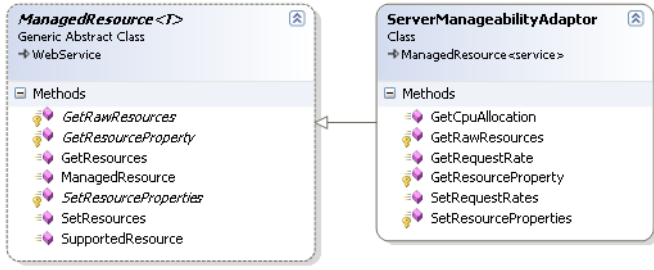 ManagedResource<T>
Generic Abstract Class
WebService
Methods
GetRawResources
GetResourceProperty
GetResources
ManagedResource
SetResourceProperties
SetResources
SupportedResource
ServerManageabilityAdaptor
Class
ManagedResource<service>
Methods
GetCpuAllocation
GetRawResources
GetRequestRate
GetResourceProperty
SetRequestRates
SetResourceProperties